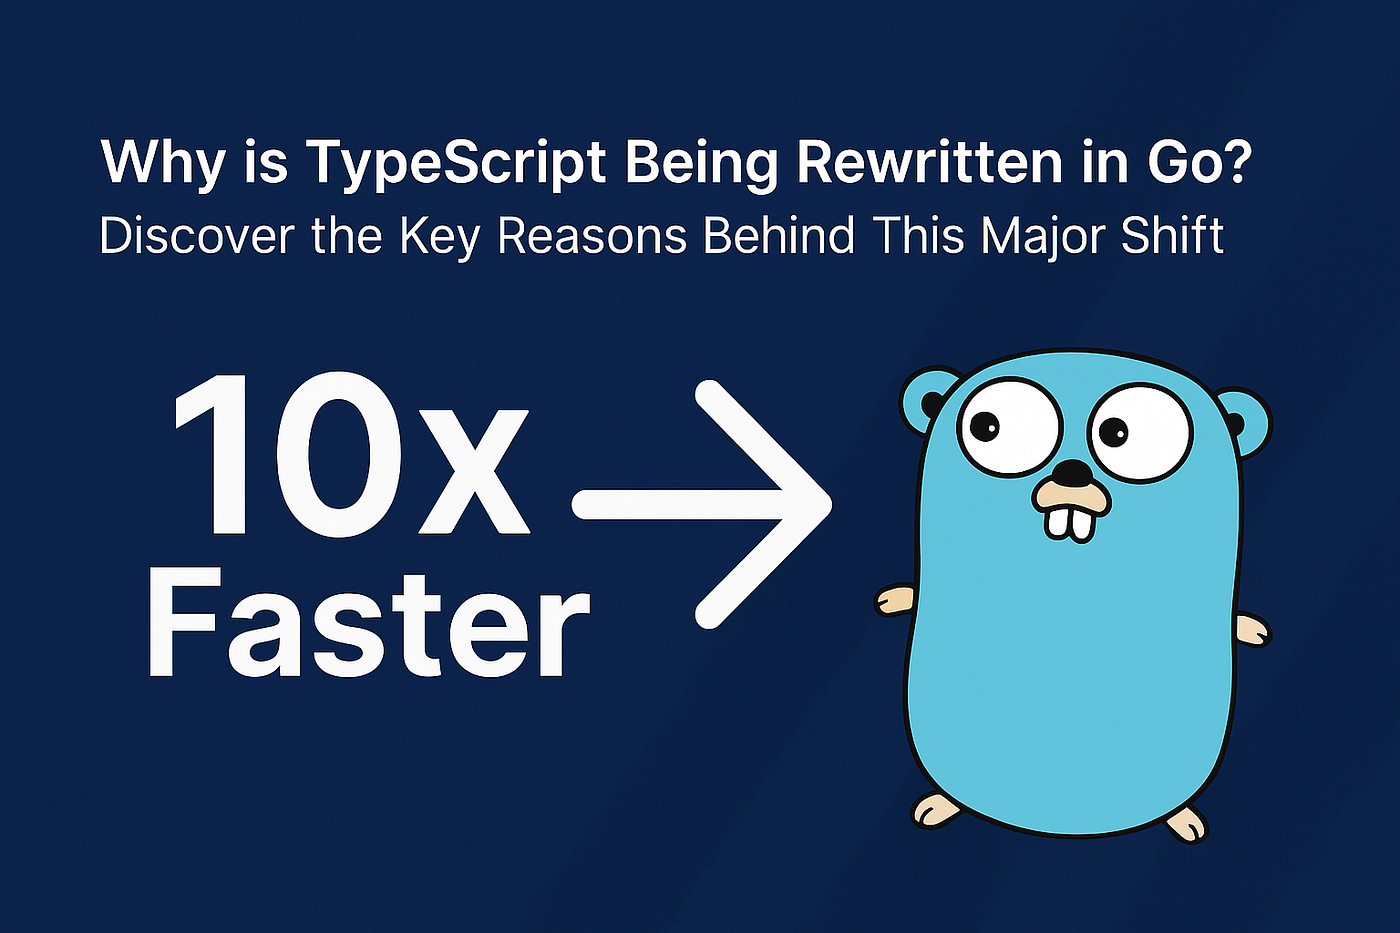 Why is TypeScript Being Rewritten in Go?
Discover the Key Reasons Behind This Major Shift
10x
Faster